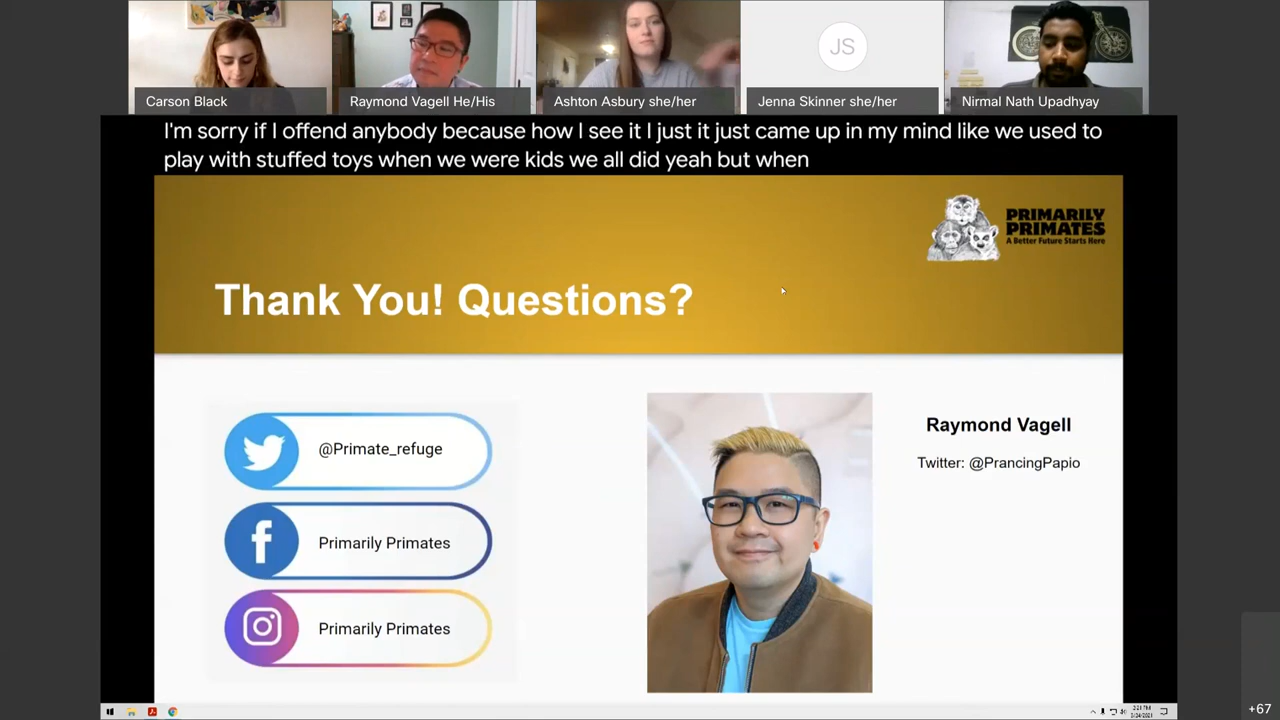 Carson Black
Raymond Vagell He/His
Ashton Asbury she/her
JS
Jenna Skinner she/her
Nirmal Nath Upadhyay
I'm sorry if I offend anybody because how I see it I just it just came up in my mind like we used to
play with stuffed toys when we were kids we all did yeah but when
PRIMARILY
PRIMATES
A Better Future Starts Here
Thank You! Questions?
@Primate_refuge
Primarily Primates
Primarily Primates
Raymond Vagell
Twitter: @PrancingPapio
+67